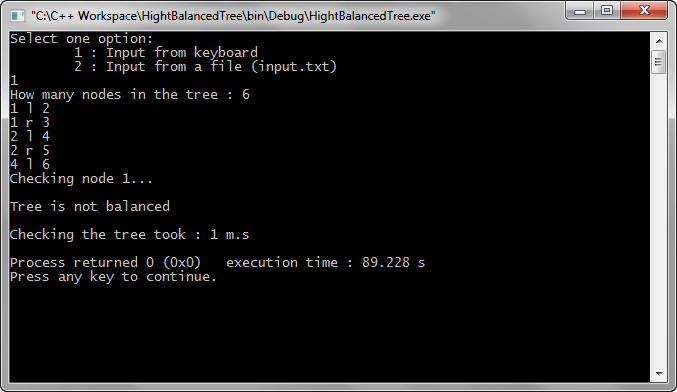 "C:\C++ Workspace\HightBalancedTree\bin\Debug\HightBalancedTree.exe"
Select one option:
1 : Input from keyboard
2 : Input from a file (input.txt)
1
How many nodes in the tree : 6
1 l 2
1 r 3
2 l 4
2 r 5
4 l 6
Checking node 1...
Tree is not balanced
Checking the tree took : 1 m.s
Process returned 0 (0x0)   execution time : 89.228 s
Press any key to continue.